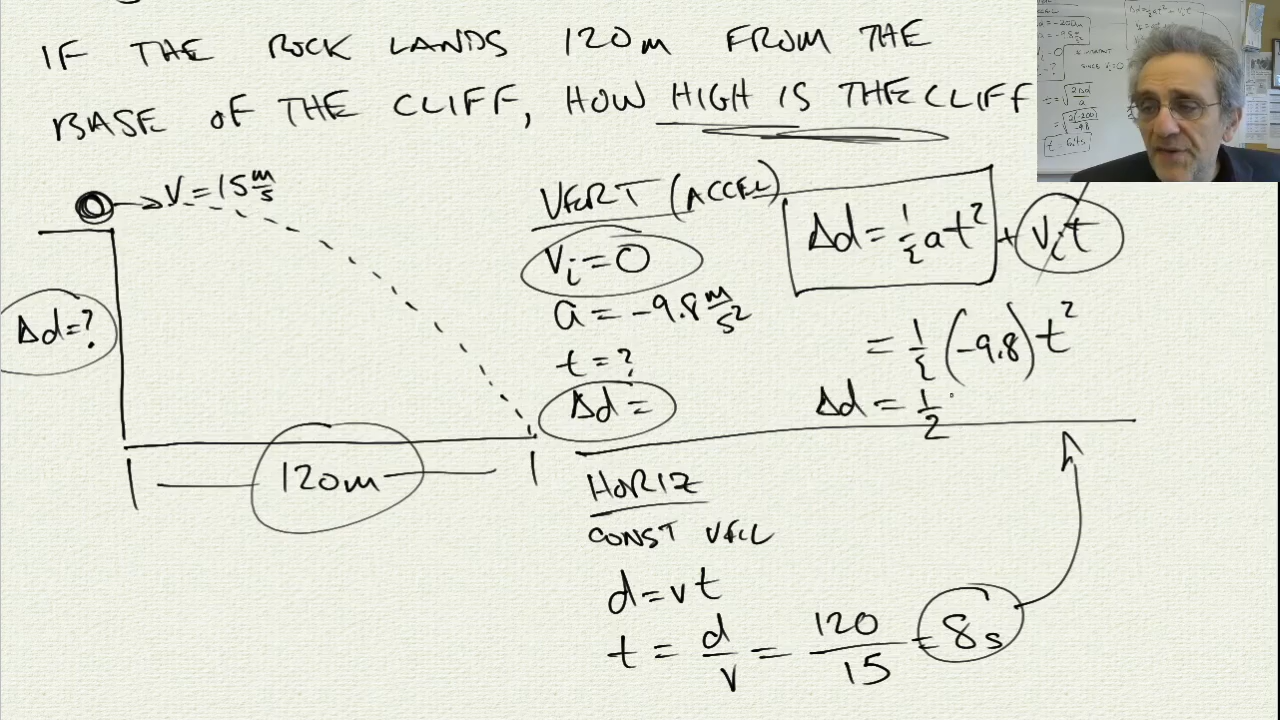 IF THE ROCK LANDS 120m FROM THE
BASE OF THE CLIFF, HOW HIGH IS THE CLIFF
V = 15 m/s
Δd = ?
120m
VERT (ACCEL)
Vi = 0
a = -9.8 m/s²
t = ?
Δd =
Δd = 1/2 at² + Vit
= 1/2 (-9.8) t²
Δd = 1/2
HORIZ
CONST VEL
d = vt
t = d/v = 120/15 = 8s